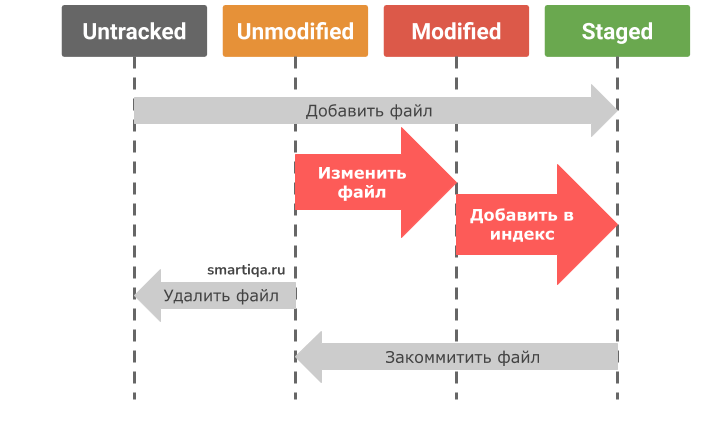 Untracked
Unmodified
Modified
Staged
Добавить файл
Изменить
файл
Добавить в
индекс
smartiqa.ru
Удалить файл
Закоммитить файл